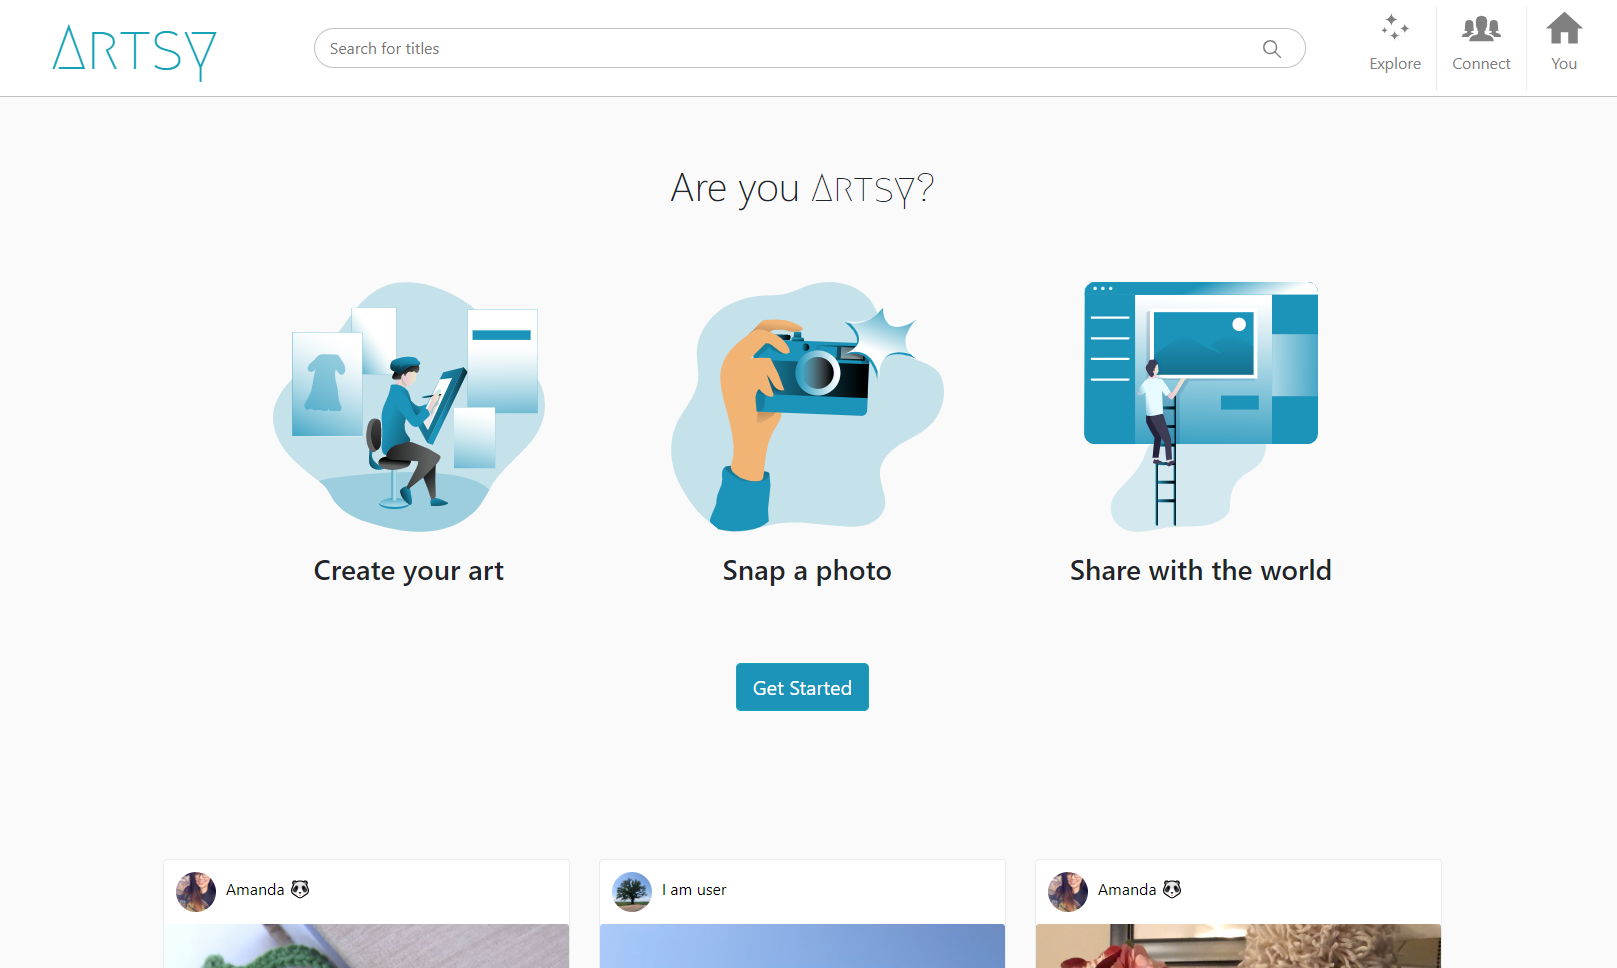 ARTSY
Search for titles
Explore
Connect
You
Are you ARTSY?
Create your art
Snap a photo
Share with the world
Get Started
Amanda 🐼
I am user
Amanda 🐼